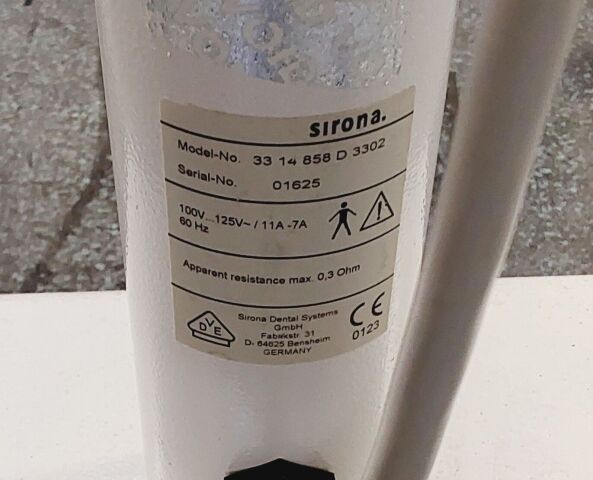 sirona.
Model-No. 33 14 858 D 3302
Serial-No. 01625
100V...125V~ / 11A -7A
60 Hz
Apparent resistance max. 0,3 Ohm
DVE
Sirona Dental Systems
GmbH
Fabrikstr. 31
D- 64625 Bensheim
GERMANY
CE
0123